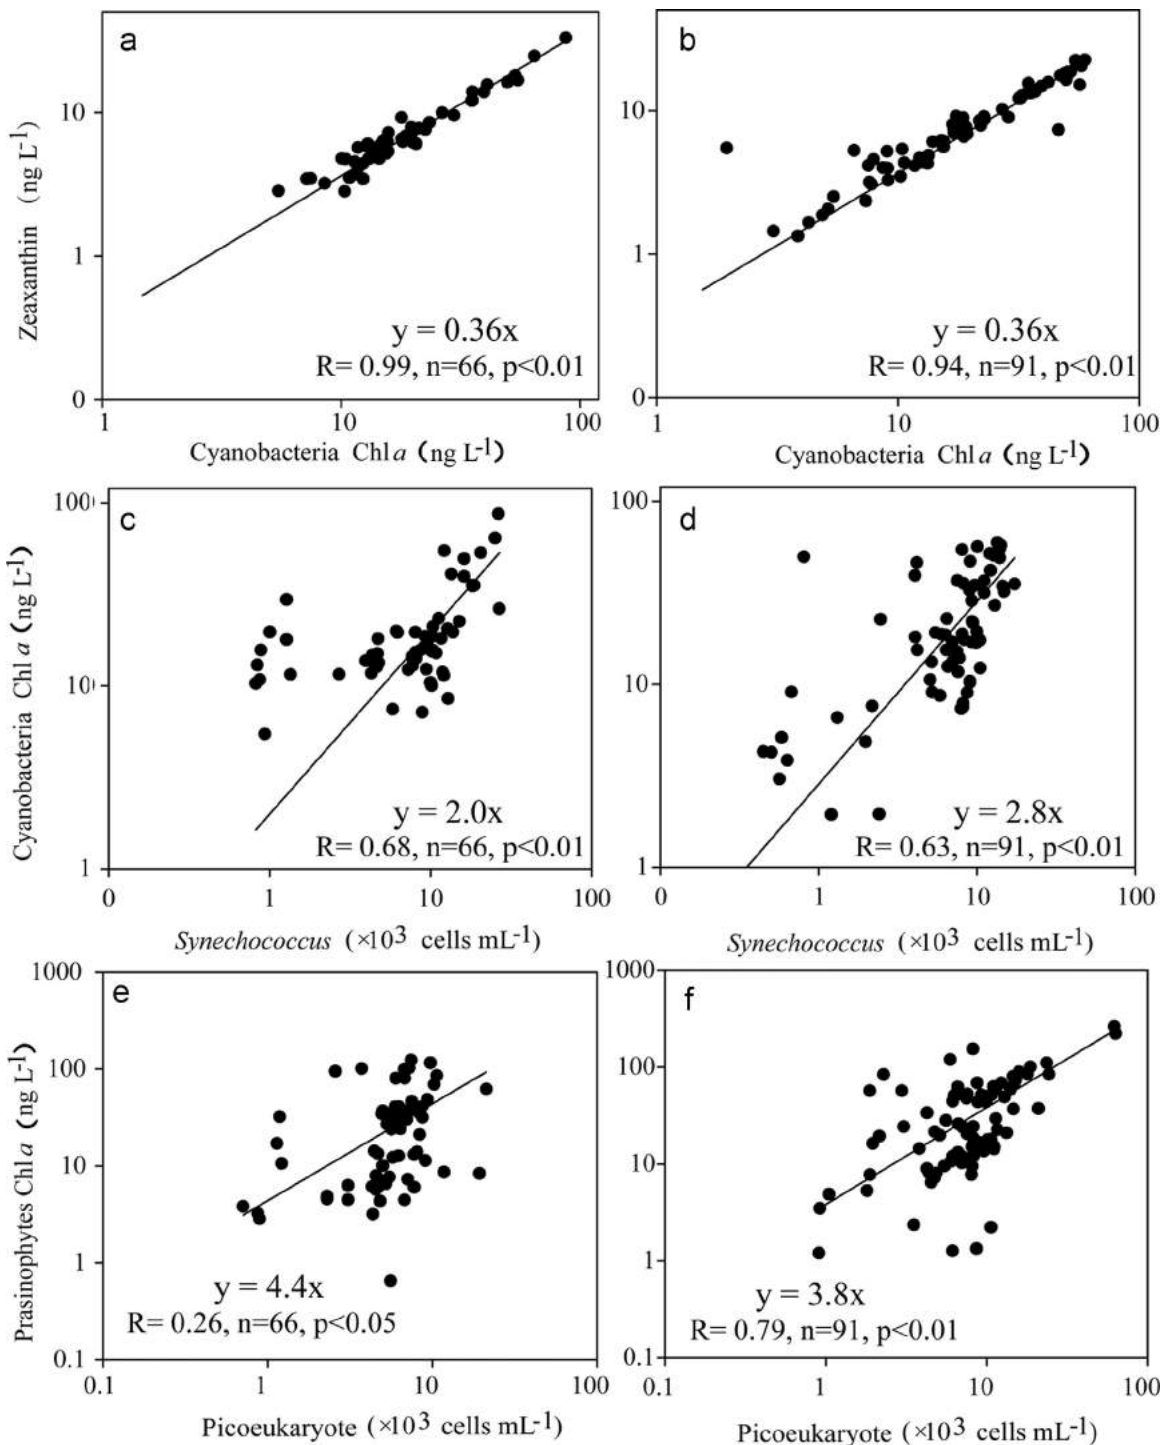 a
b
10
1
0
1
10
100
Zeaxanthin (ng L-1)
y = 0.36x
R= 0.99, n=66, p<0.01
Cyanobacteria Chl a (ng L-1)
10
1
0
1
10
100
y = 0.36x
R= 0.94, n=91, p<0.01
Cyanobacteria Chl a (ng L-1)
c
100
10
1
0
1
10
100
Cyanobacteria Chl a (ng L-1)
y = 2.0x
R= 0.68, n=66, p<0.01
Synechococcus (×10³ cells mL-1)
d
100
10
1
0
1
10
100
y = 2.8x
R= 0.63, n=91, p<0.01
Synechococcus (×10³ cells mL-1)
e
1000
100
10
1
0.1
0.1
1
10
100
Prasinophytes Chl a (ng L-1)
y = 4.4x
R= 0.26, n=66, p<0.05
Picoeukaryote (×10³ cells mL-1)
f
1000
100
10
1
0.1
0.1
1
10
100
y = 3.8x
R= 0.79, n=91, p<0.01
Picoeukaryote (×10³ cells mL-1)